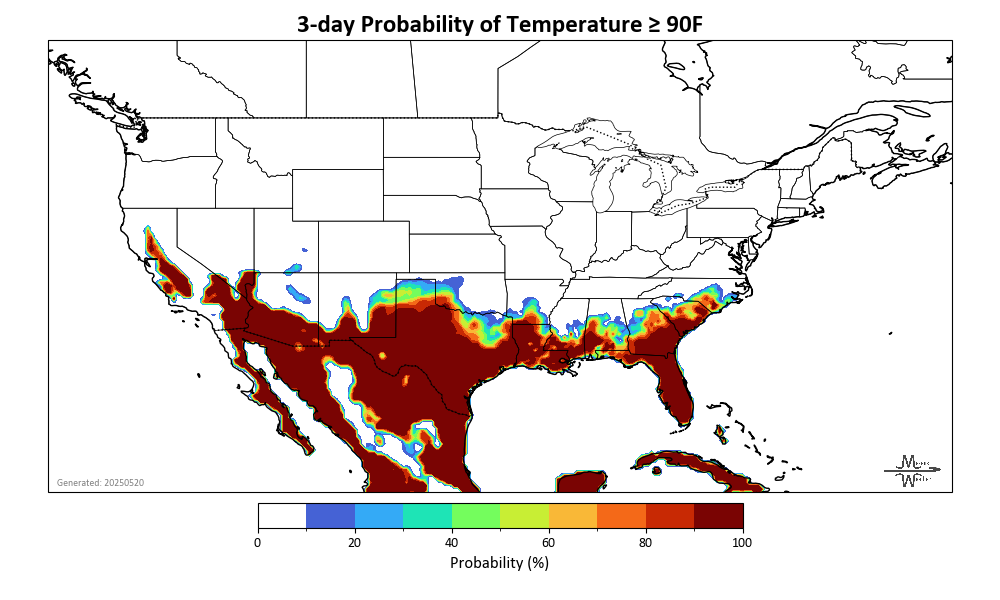 3-day Probability of Temperature ≥ 90F
Generated: 20250520
0 20 40 60 80 100
Probability (%)